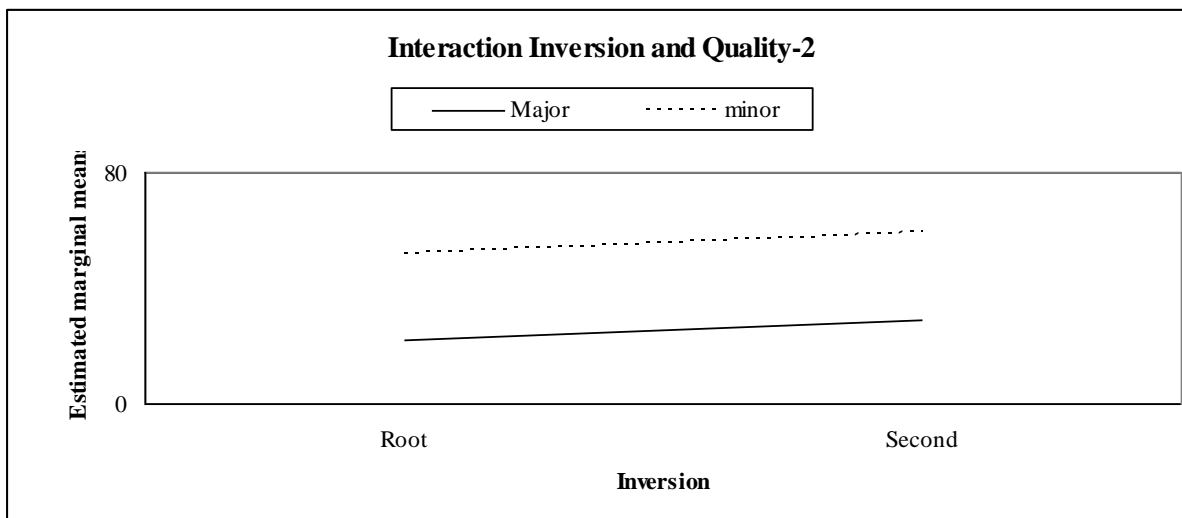 Interaction Inversion and Quality-2
Major minor
Estimated marginal means
80
0
Root Second
Inversion